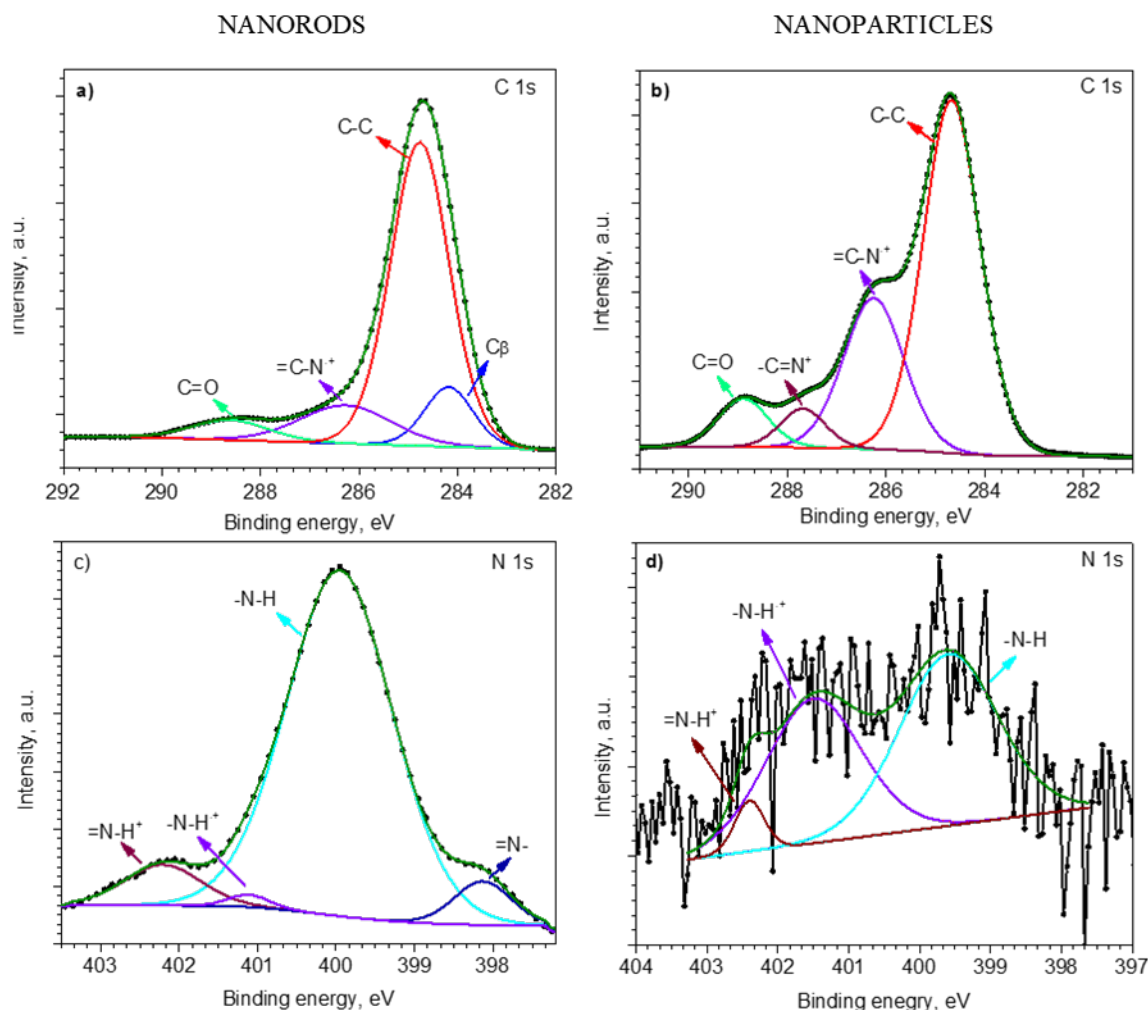 NANORODS
NANOPARTICLES
a)
C 1s
C-C
=C-N·+
C=O
Cβ
Intensity, a.u.
292 290 288 286 284 282
Binding energy, eV
b)
C 1s
C-C
=C-N+
-C=N+
C=O
Intensity, a.u.
290 288 286 284 282
Binding energy, eV
c)
N 1s
-N-H
=N-H+
-N-H·+
=N-
Intensity, a.u.
403 402 401 400 399 398
Binding energy, eV
d)
N 1s
-N-H·+
-N-H
=N-H+
Intensity, a.u.
404 403 402 401 400 399 398 397
Binding enegry, eV